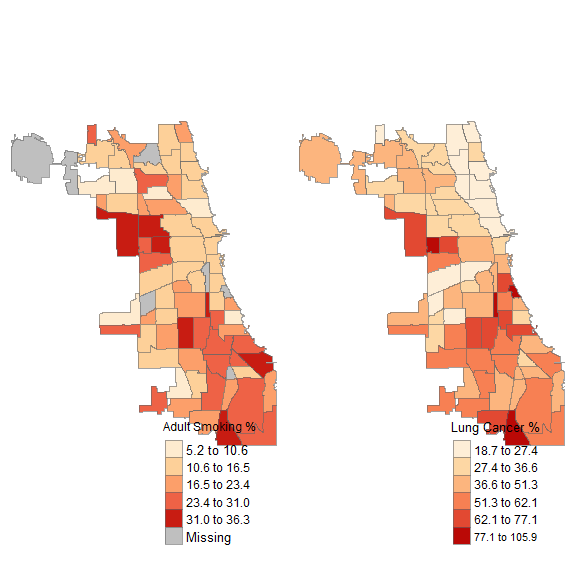 Adult Smoking %
5.2 to 10.6
10.6 to 16.5
16.5 to 23.4
23.4 to 31.0
31.0 to 36.3
Missing
Lung Cancer %
18.7 to 27.4
27.4 to 36.6
36.6 to 51.3
51.3 to 62.1
62.1 to 77.1
77.1 to 105.9